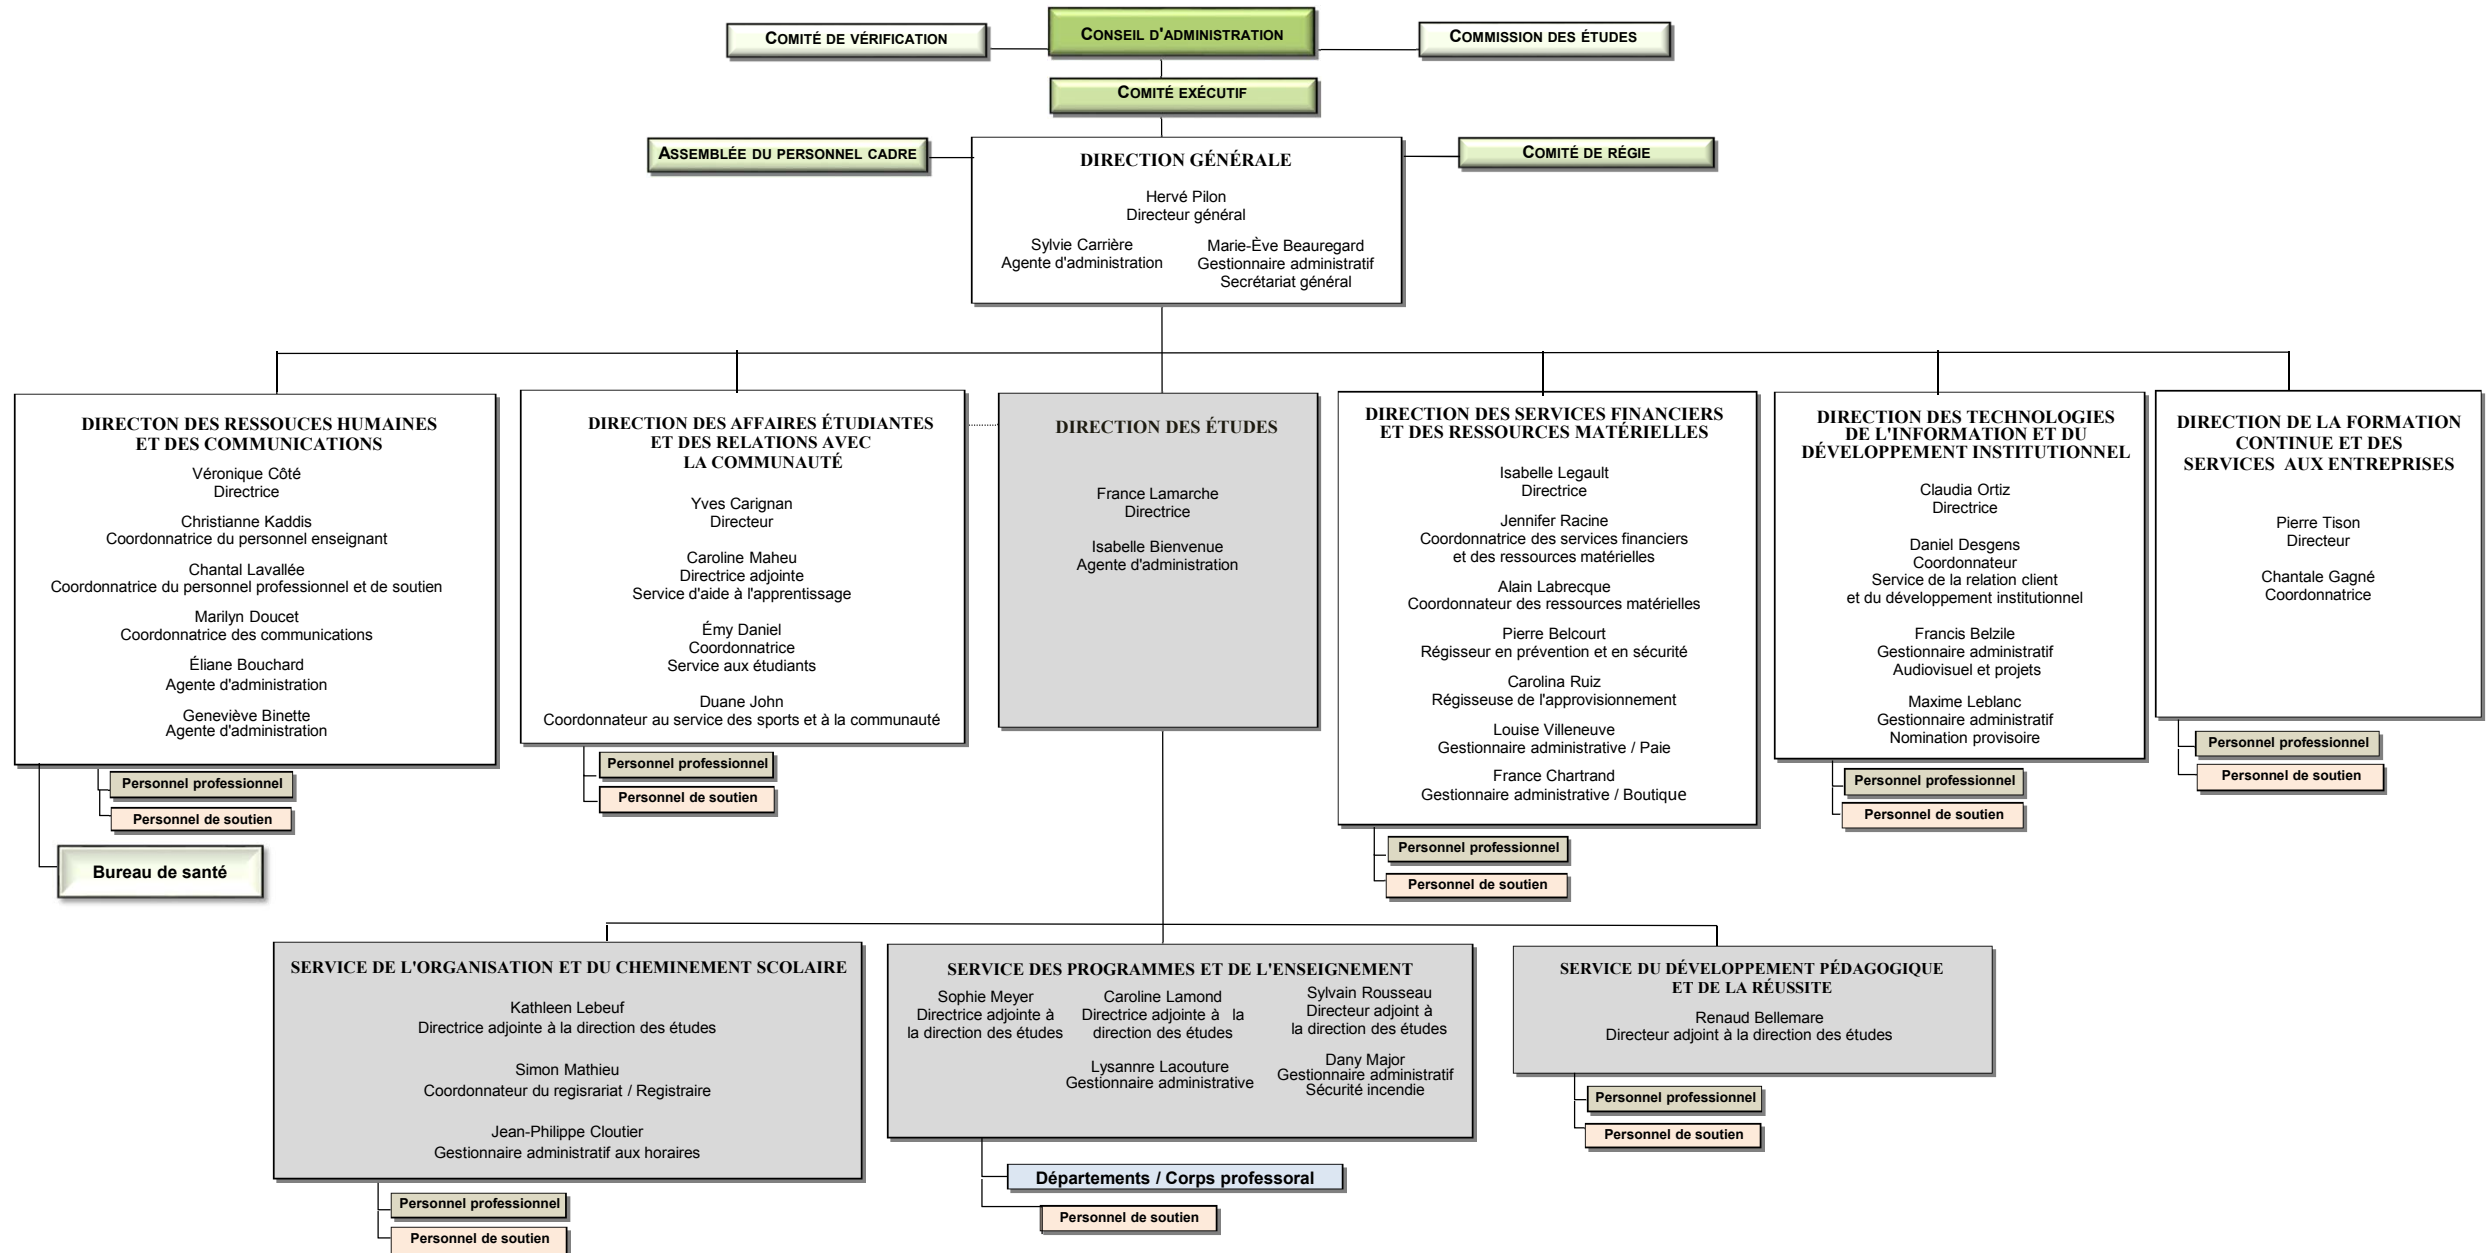 COMITÉ DE VÉRIFICATION
CONSEIL D'ADMINISTRATION
COMMISSION DES ÉTUDES
COMITÉ EXÉCUTIF
ASSEMBLÉE DU PERSONNEL CADRE
COMITÉ DE RÉGIE
DIRECTION GÉNÉRALE
Hervé Pilon
Directeur général
Sylvie Carrière
Agente d'administration
Marie-Ève Beauregard
Gestionnaire administratif
Secrétariat général
DIRECTON DES RESSOUCES HUMAINES
ET DES COMMUNICATIONS
Véronique Côté
Directrice
Christianne Kaddis
Coordonnatrice du personnel enseignant
Chantal Lavallée
Coordonnatrice du personnel professionnel et de soutien
Marilyn Doucet
Coordonnatrice des communications
Éliane Bouchard
Agente d'administration
Geneviève Binette
Agente d'administration
Personnel professionnel
Personnel de soutien
Bureau de santé
DIRECTION DES AFFAIRES ÉTUDIANTES
ET DES RELATIONS AVEC
LA COMMUNAUTÉ
Yves Carignan
Directeur
Caroline Maheu
Directrice adjointe
Service d'aide à l'apprentissage
Émy Daniel
Coordonnatrice
Service aux étudiants
Duane John
Coordonnateur au service des sports et à la communauté
Personnel professionnel
Personnel de soutien
DIRECTION DES ÉTUDES
France Lamarche
Directrice
Isabelle Bienvenue
Agente d'administration
DIRECTION DES SERVICES FINANCIERS
ET DES RESSOURCES MATÉRIELLES
Isabelle Legault
Directrice
Jennifer Racine
Coordonnatrice des services financiers
et des ressources matérielles
Alain Labrecque
Coordonnateur des ressources matérielles
Pierre Belcourt
Régisseur en prévention et en sécurité
Carolina Ruiz
Régisseuse de l'approvisionnement
Louise Villeneuve
Gestionnaire administrative / Paie
France Chartrand
Gestionnaire administrative / Boutique
Personnel professionnel
Personnel de soutien
DIRECTION DES TECHNOLOGIES
DE L'INFORMATION ET DU
DÉVELOPPEMENT INSTITUTIONNEL
Claudia Ortiz
Directrice
Daniel Desgens
Coordonnateur
Service de la relation client
et du développement institutionnel
Francis Belzile
Gestionnaire administratif
Audiovisuel et projets
Maxime Leblanc
Gestionnaire administratif
Nomination provisoire
Personnel professionnel
Personnel de soutien
DIRECTION DE LA FORMATION
CONTINUE ET DES
SERVICES AUX ENTREPRISES
Pierre Tison
Directeur
Chantale Gagné
Coordonnatrice
Personnel professionnel
Personnel de soutien
SERVICE DE L'ORGANISATION ET DU CHEMINEMENT SCOLAIRE
Kathleen Lebeuf
Directrice adjointe à la direction des études
Simon Mathieu
Coordonnateur du regisrariat / Registraire
Jean-Philippe Cloutier
Gestionnaire administratif aux horaires
Personnel professionnel
Personnel de soutien
SERVICE DES PROGRAMMES ET DE L'ENSEIGNEMENT
Sophie Meyer
Directrice adjointe à
la direction des études
Caroline Lamond
Directrice adjointe à la
direction des études
Sylvain Rousseau
Directeur adjoint à
la direction des études
Lysannre Lacouture
Gestionnaire administrative
Dany Major
Gestionnaire administratif
Sécurité incendie
Départements / Corps professoral
Personnel de soutien
SERVICE DU DÉVELOPPEMENT PÉDAGOGIQUE
ET DE LA RÉUSSITE
Renaud Bellemare
Directeur adjoint à la direction des études
Personnel professionnel
Personnel de soutien